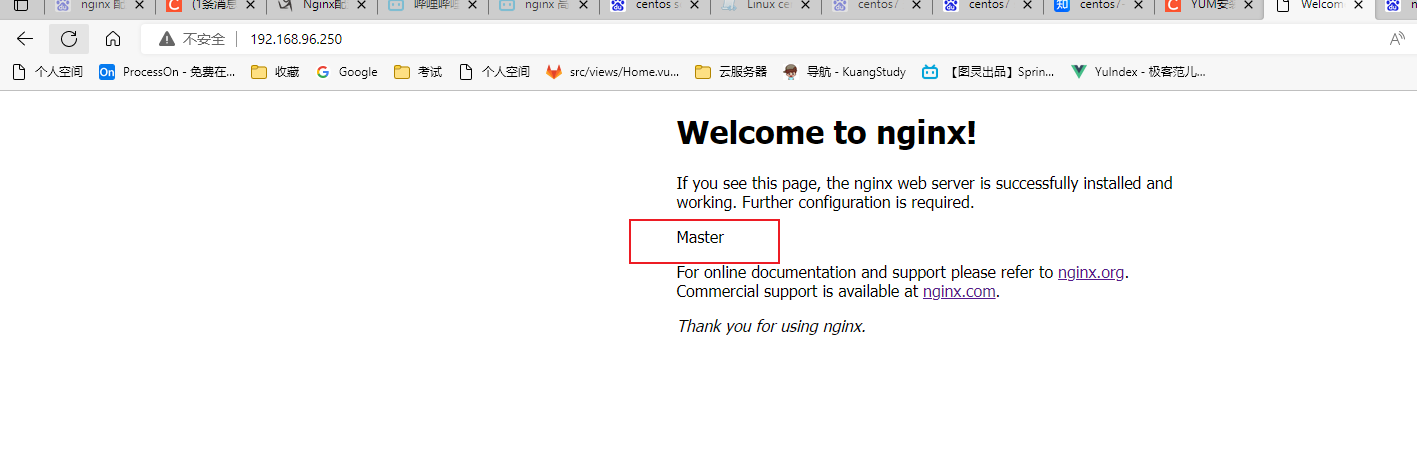 nginx 配
(1条消息
Nginx配
哔哩哔哩
nginx 高
centos s
Linux ce
centos7
centos7
centos7-
YUM安装
Welcom
不安全
192.168.96.250
个人空间
ProcessOn - 免费在...
收藏
Google
考试
个人空间
src/views/Home.vu...
云服务器
导航 - KuangStudy
【图灵出品】Sprin...
YuIndex - 极客范儿...
Welcome to nginx!
If you see this page, the nginx web server is successfully installed and
working. Further configuration is required.
Master
For online documentation and support please refer to nginx.org.
Commercial support is available at nginx.com.
Thank you for using nginx.